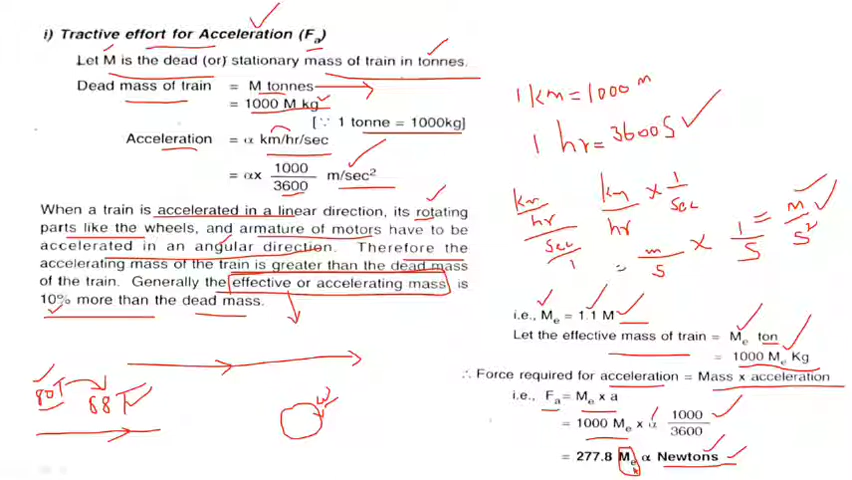 i) Tractive effort for Acceleration (Fa)
Let M is the dead (or) stationary mass of train in tonnes.
Dead mass of train = M tonnes
= 1000 M kg
[∵ 1 tonne = 1000kg]
Acceleration = α km/hr/sec
= αx 1000/3600 m/sec²
When a train is accelerated in a linear direction, its rotating
parts like the wheels, and armature of motors have to be
accelerated in an angular direction. Therefore the
accelerating mass of the train is greater than the dead mass
of the train. Generally the effective or accelerating mass is
10% more than the dead mass.
80T 88T
ω
1 km = 1000 m
1 hr = 3600 S
km/hr/sec/1 km/hr × 1/sec
= m/s × 1/s = m/s²
i.e., Me = 1.1 M
Let the effective mass of train = Me ton
= 1000 Me Kg
∴ Force required for acceleration = Mass x acceleration
i.e., Fa = Me x a
= 1000 Me x α 1000/3600
= 277.8 Me α Newtons